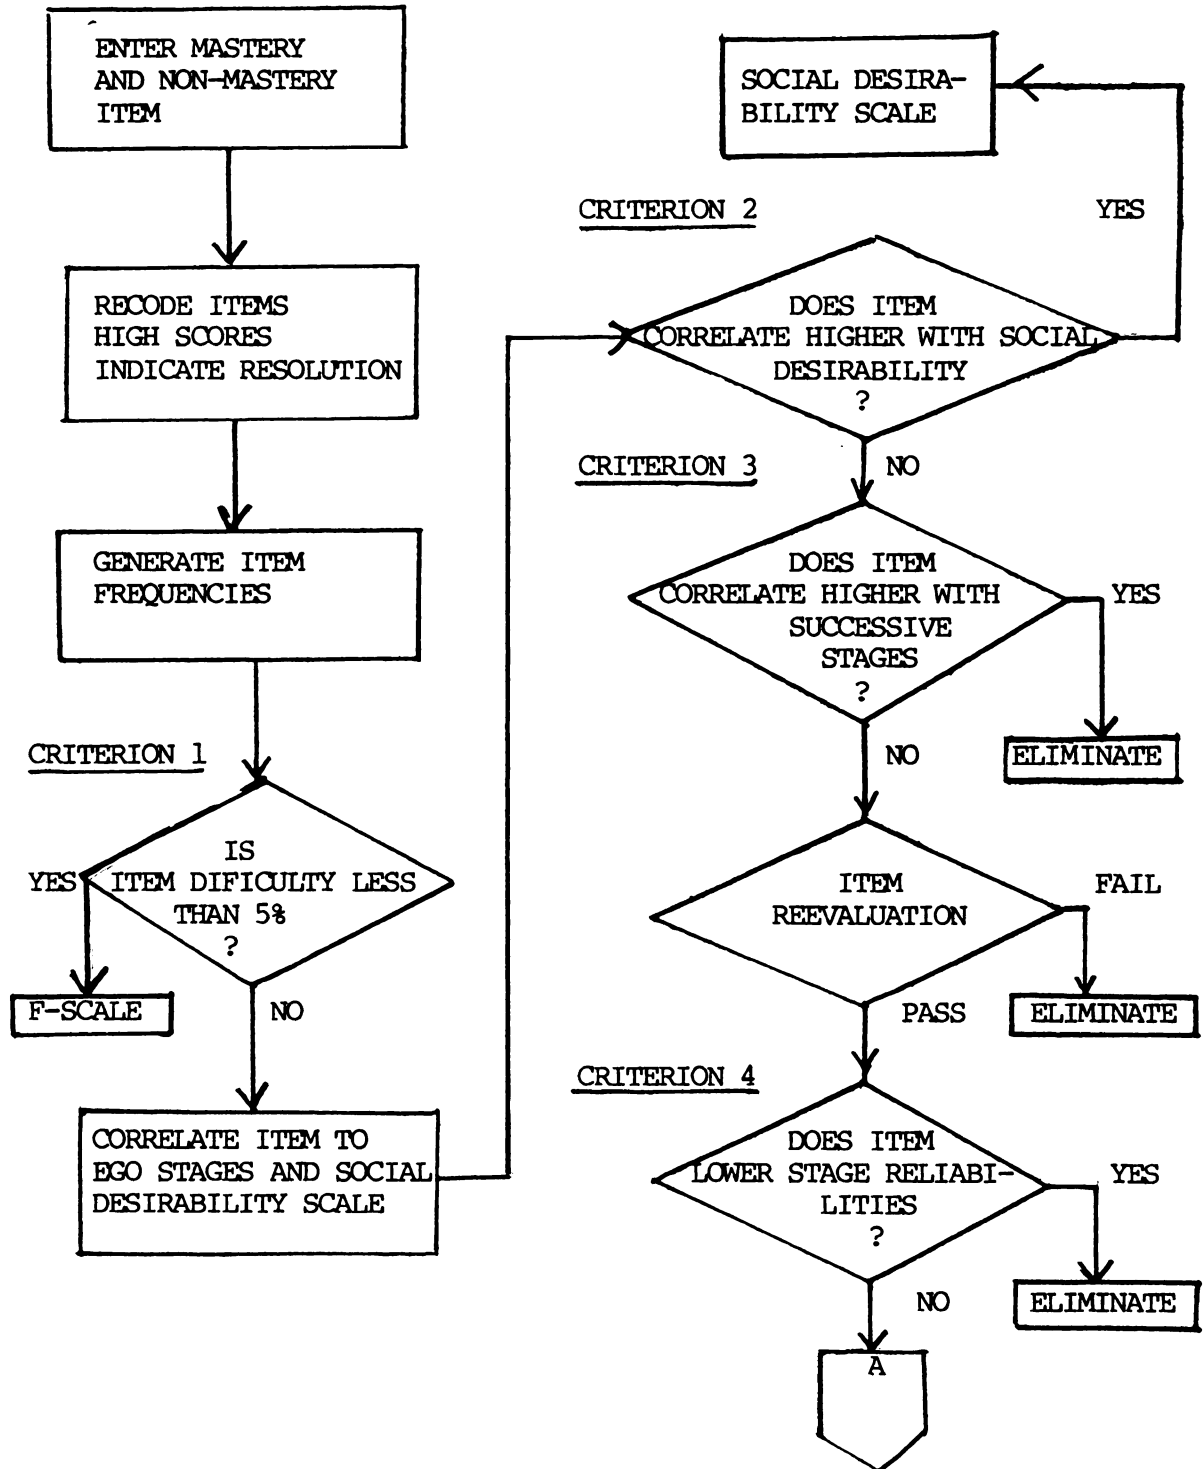 ENTER MASTERY
AND NON-MASTERY
ITEM
RECODE ITEMS
HIGH SCORES
INDICATE RESOLUTION
GENERATE ITEM
FREQUENCIES
CRITERION 1
IS
YES ITEM DIFICULTY LESS
THAN 5%
?
F-SCALE
NO
CORRELATE ITEM TO
EGO STAGES AND SOCIAL
DESIRABILITY SCALE
SOCIAL DESIRA-
BILITY SCALE
CRITERION 2
YES
DOES ITEM
CORRELATE HIGHER WITH SOCIAL
DESIRABILITY
?
NO
CRITERION 3
DOES ITEM
CORRELATE HIGHER WITH
SUCCESSIVE
STAGES
?
YES
ELIMINATE
NO
ITEM
REEVALUATION
FAIL
ELIMINATE
PASS
CRITERION 4
DOES ITEM
LOWER STAGE RELIABI-
LITIES
?
YES
ELIMINATE
NO
A